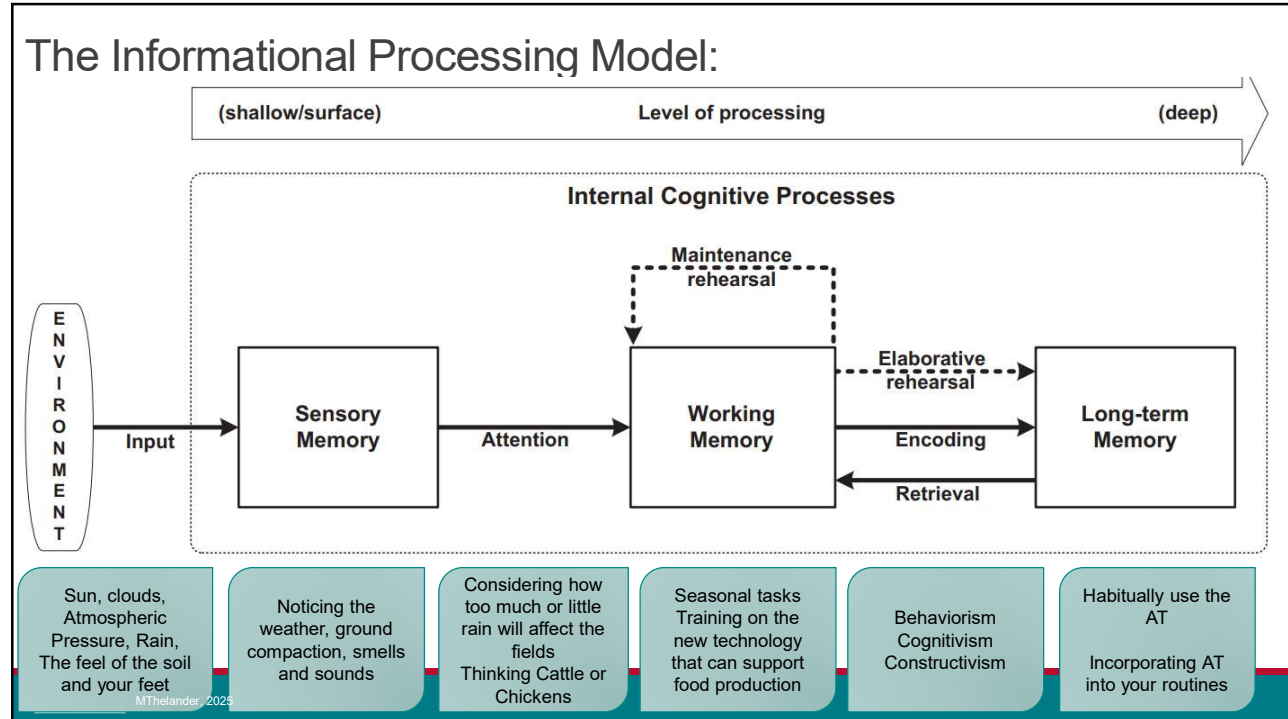 The Informational Processing Model:
(shallow/surface) Level of processing (deep)
Internal Cognitive Processes
Maintenance
rehearsal
ENVIRONMENT
Input
Sensory
Memory
Attention
Working
Memory
Elaborative
rehearsal
Encoding
Retrieval
Long-term
Memory
Sun, clouds,
Atmospheric
Pressure, Rain,
The feel of the soil
and your feet
Noticing the
weather, ground
compaction, smells
and sounds
Considering how
too much or little
rain will affect the
fields
Thinking Cattle or
Chickens
Seasonal tasks
Training on the
new technology
that can support
food production
Behaviorism
Cognitivism
Constructivism
Habitually use the
AT
Incorporating AT
into your routines
MThelander, 2025